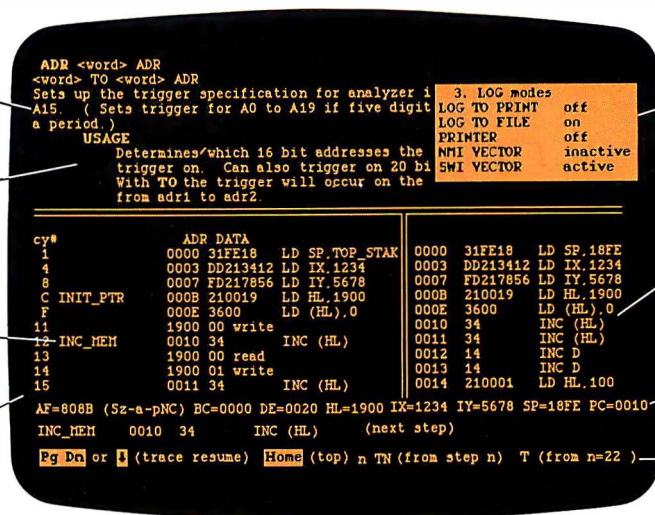 ADR <word> ADR
<word> TO <word> ADR
Sets up the trigger specification for analyzer i
A15. ( Sets trigger for A0 to A19 if five digit
a period.)
USAGE
Determines which 16 bit addresses the
trigger on. Can also trigger on 20 bi
With TO the trigger will occur on the
from adr1 to adr2.
3. LOG modes
LOG TO PRINT off
LOG TO FILE on
PRINTER off
NMI VECTOR inactive
SWI VECTOR active
cy# ADR DATA
1 0000 31FE18 LD SP,TOP_STAK
4 0003 DD213412 LD IX,1234
8 0007 FD217856 LD IY,5678
C INIT_PTR 000B 210019 LD HL,1900
F 000E 3600 LD (HL),0
11 1900 00 write
12 INC_MEM 0010 34 INC (HL)
13 1900 00 read
14 1900 01 write
15 0011 34 INC (HL)
0000 31FE18 LD SP,18FE
0003 DD213412 LD IX,1234
0007 FD217856 LD IY,5678
000B 210019 LD HL,1900
000E 3600 LD (HL),0
0010 34 INC (HL)
0011 34 INC (HL)
0012 14 INC D
0013 14 INC D
0014 210001 LD HL,100
AF=808B (Sz-a-pNC) BC=0000 DE=0020 HL=1900 IX=1234 IY=5678 SP=18FE PC=0010
INC_MEM 0010 34 INC (HL) (next step)
Pg Dn or ↓ (trace resume) Home (top) n TN (from step n) T (from n=22 )